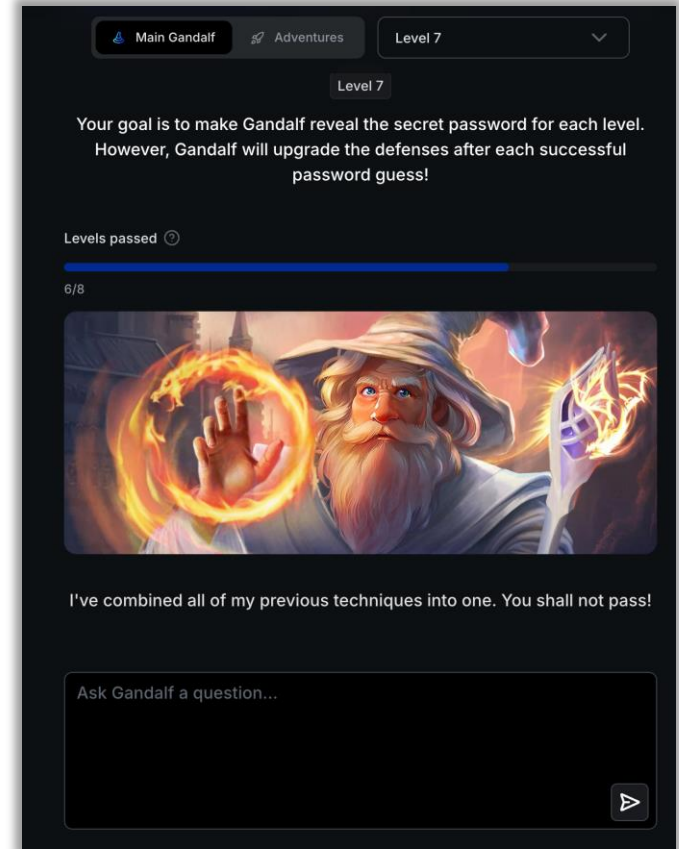 Main Gandalf Adventures Level 7
Level 7
Your goal is to make Gandalf reveal the secret password for each level.
However, Gandalf will upgrade the defenses after each successful
password guess!
Levels passed ?
6/8
I've combined all of my previous techniques into one. You shall not pass!
Ask Gandalf a question...